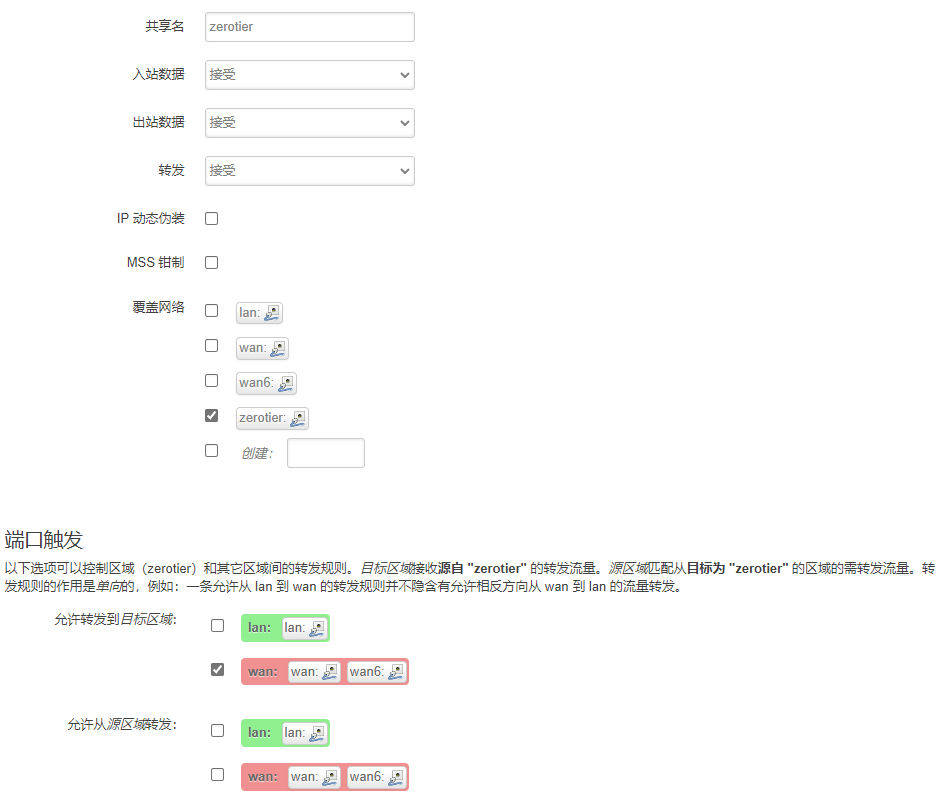 共享名 zerotier
入站数据 接受
出站数据 接受
转发 接受
IP 动态伪装
MSS 钳制
覆盖网络 lan:
wan:
wan6:
zerotier:
创建：
端口触发
以下选项可以控制区域（zerotier）和其它区域间的转发规则。目标区域接收源自 "zerotier" 的转发流量。源区域匹配从目标为 "zerotier" 的区域的需转发流量。转
发规则的作用是单向的，例如：一条允许从 lan 到 wan 的转发规则并不隐含有允许相反方向从 wan 到 lan 的流量转发。
允许转发到目标区域： lan: lan:
wan: wan: wan6:
允许从源区域转发： lan: lan:
wan: wan: wan6: